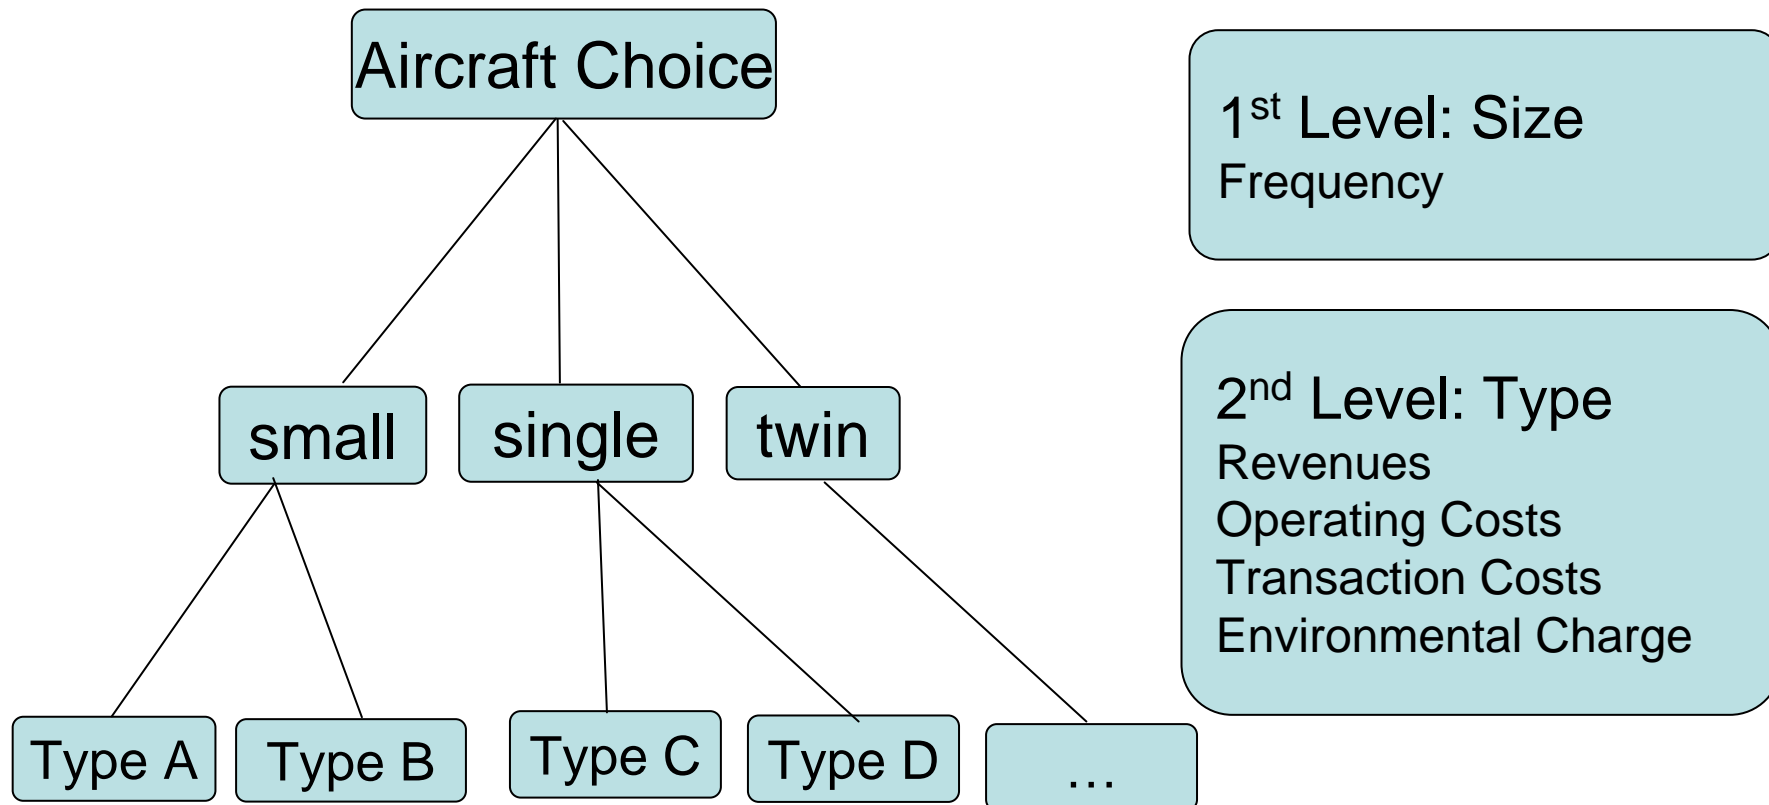 Aircraft Choice
1st Level: Size
Frequency
2nd Level: Type
Revenues
Operating Costs
Transaction Costs
Environmental Charge
small
single
twin
Type A
Type B
Type C
Type D
…